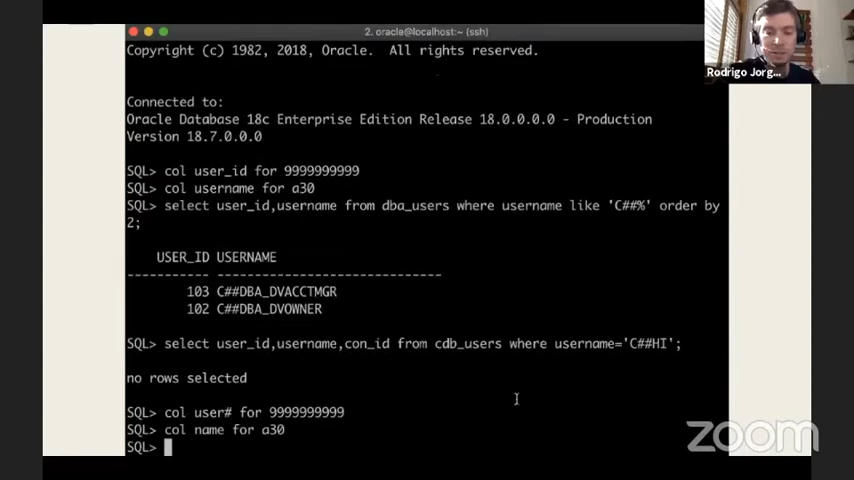 2. oracle@localhost:~ (ssh)
Copyright (c) 1982, 2018, Oracle.  All rights reserved.
Rodrigo Jorg...
Connected to:
Oracle Database 18c Enterprise Edition Release 18.0.0.0.0 - Production
Version 18.7.0.0.0
SQL> col user_id for 9999999999
SQL> col username for a30
SQL> select user_id,username from dba_users where username like 'C##%' order by
2;
USER_ID USERNAME
----------- ------------------------------
103 C##DBA_DVACCTMGR
102 C##DBA_DVOWNER
SQL> select user_id,username,con_id from cdb_users where username='C##HI';
no rows selected
SQL> col user# for 9999999999
SQL> col name for a30
SQL>
zoom